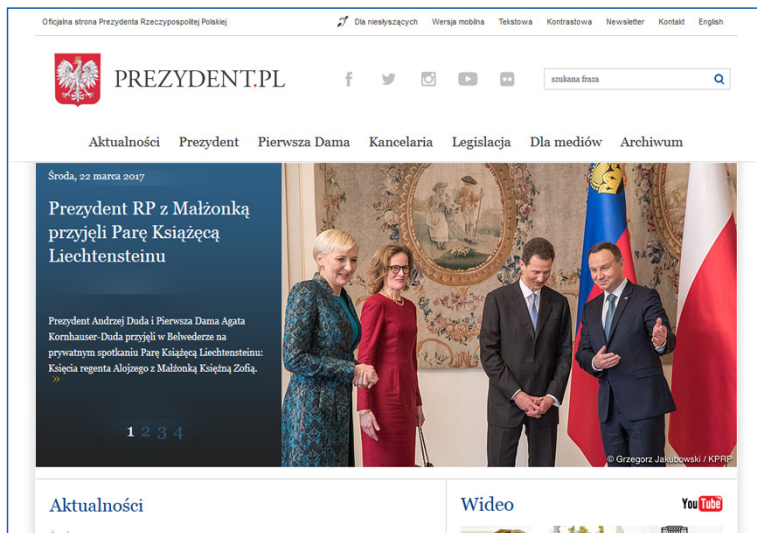 Oficjalna strona Prezydenta Rzeczypospolitej Polskiej
Dla niesłyszących Wersja mobilna Tekstowa Kontrastowa Newsletter Kontakt English
PREZYDENT.PL
szukana fraza
Aktualności Prezydent Pierwsza Dama Kancelaria Legislacja Dla mediów Archiwum
Środa, 22 marca 2017
Prezydent RP z Małżonką
przyjęli Parę Książęcą
Liechtensteinu
Prezydent Andrzej Duda i Pierwsza Dama Agata
Kornhauser-Duda przyjęli w Belwederze na
prywatnym spotkaniu Parę Książęcą Liechtensteinu:
Księcia regenta Alojzego z Małżonką Księżną Zofią.
»
1 2 3 4
© Grzegorz Jakubowski / KPRP
Aktualności
Wideo
YouTube